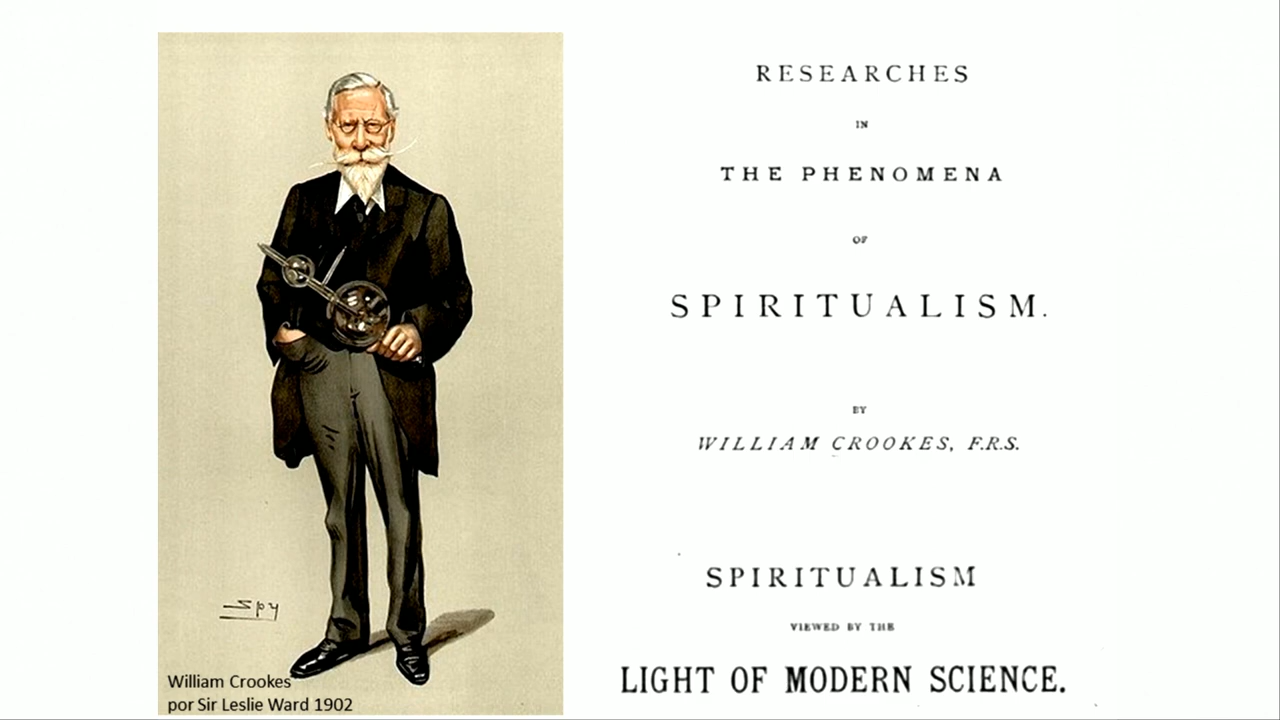 Spy
William Crookes
por Sir Leslie Ward 1902
RESEARCHES
IN
THE PHENOMENA
OF
SPIRITUALISM.
BY
WILLIAM CROOKES, F.R.S.
SPIRITUALISM
VIEWED BY THE
LIGHT OF MODERN SCIENCE.